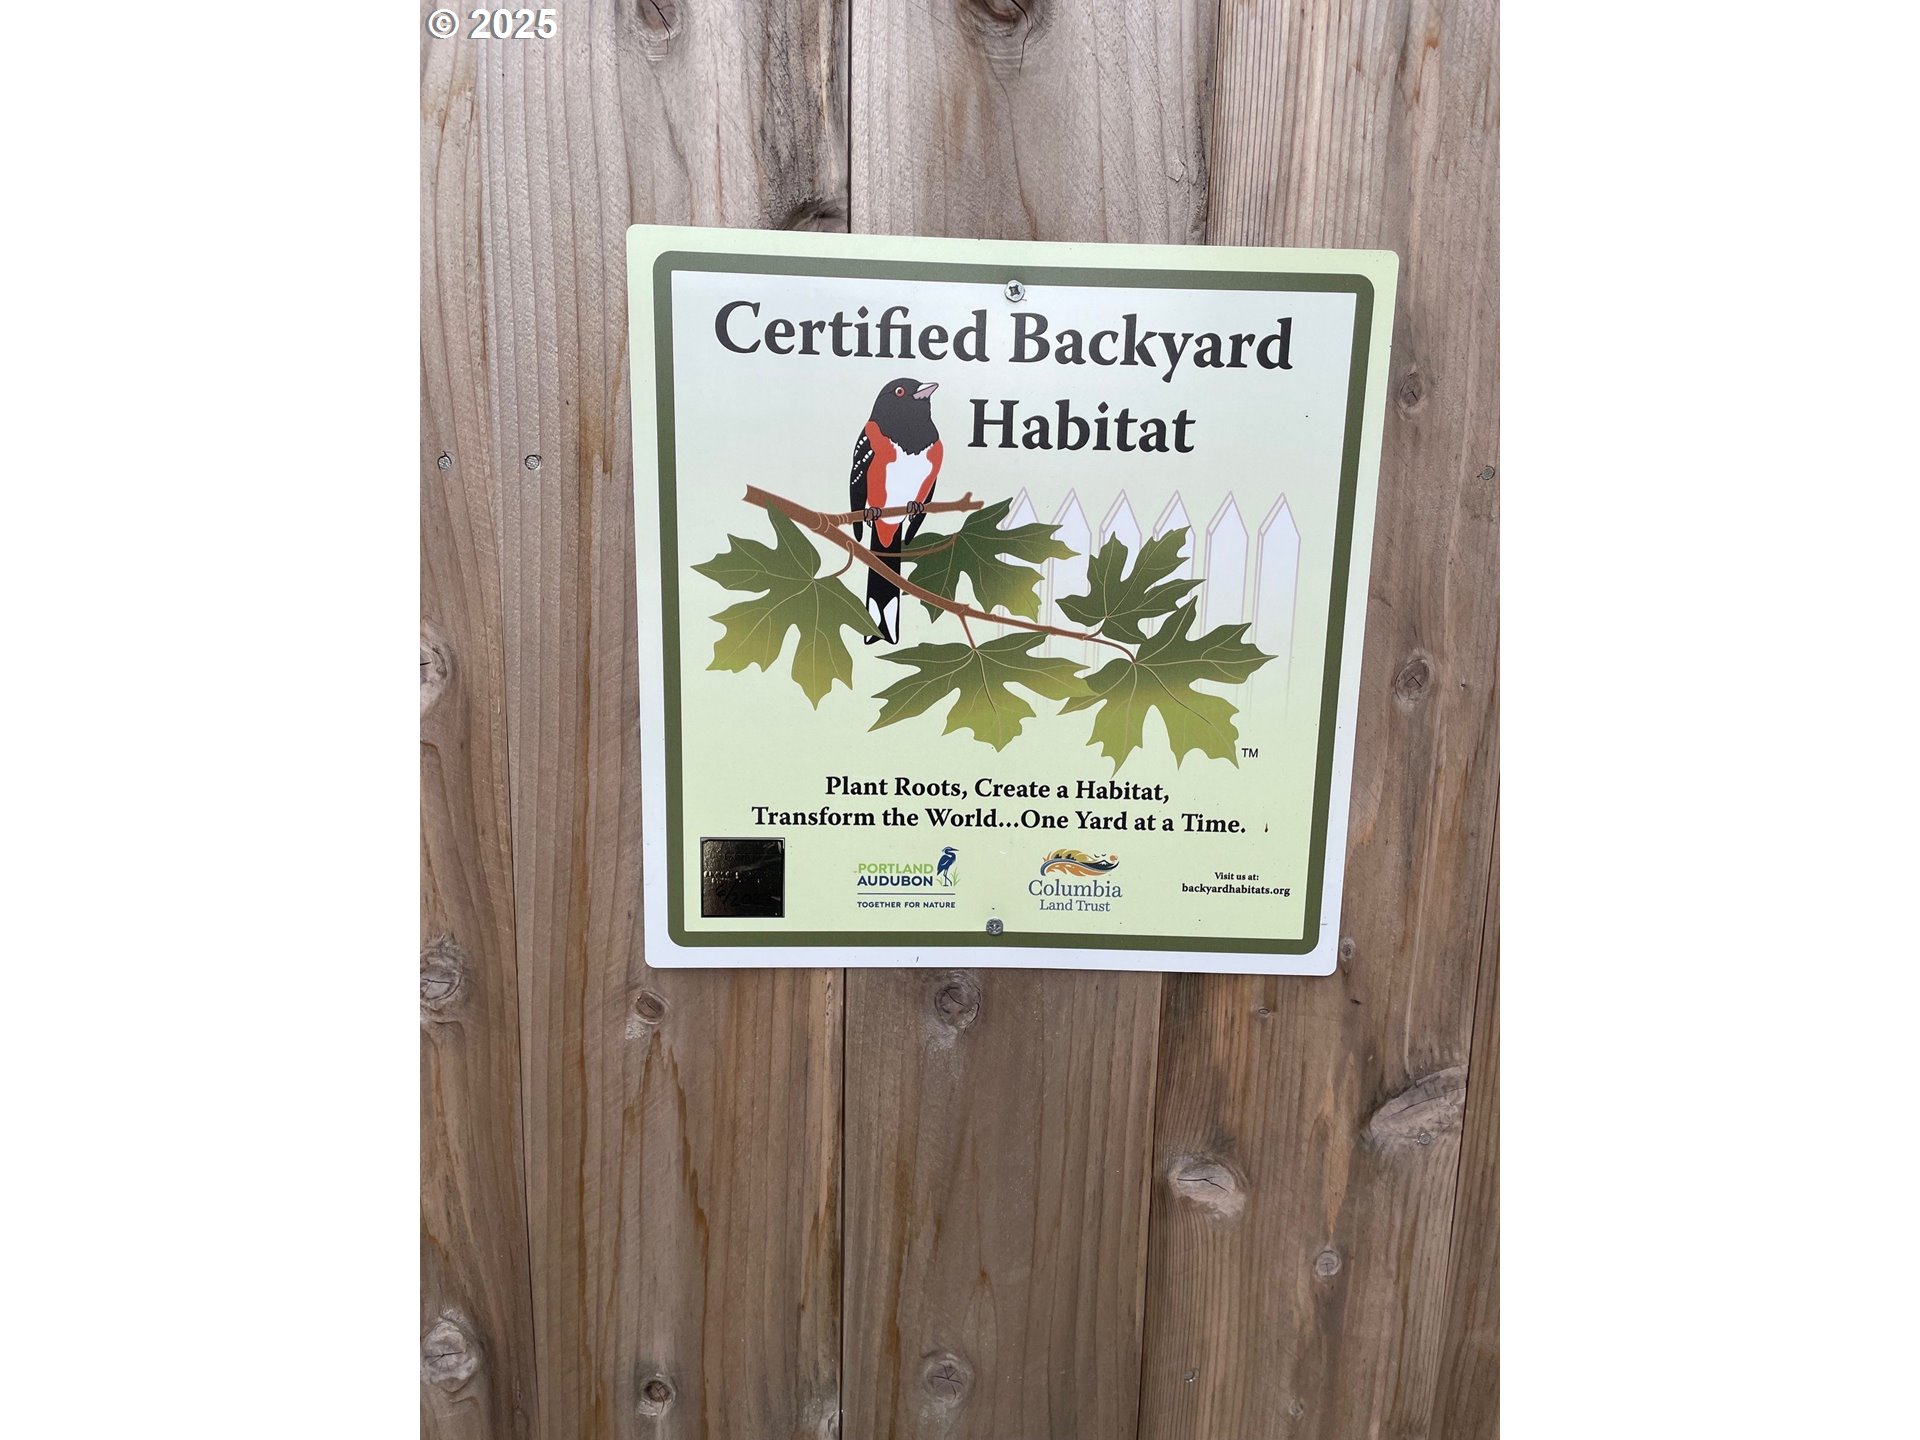 © 2025
Certified Backyard
Habitat
TM
Plant Roots, Create a Habitat,
Transform the World...One Yard at a Time.
PORTLAND
AUDUBON
TOGETHER FOR NATURE
Columbia
Land Trust
Visit us at:
backyardhabitats.org